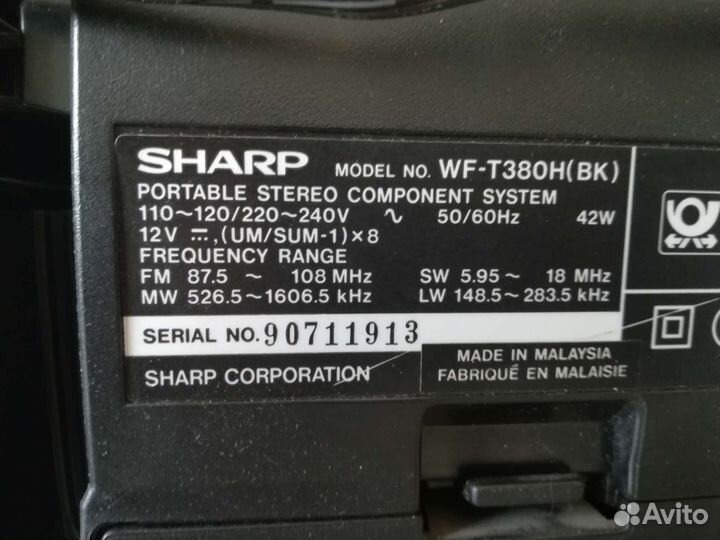 SHARP MODEL NO. WF-T380H(BK)
PORTABLE STEREO COMPONENT SYSTEM
110~120/220~240V ∿ 50/60Hz 42W
12V ⎓,(UM/SUM-1)×8
FREQUENCY RANGE
FM 87.5 ~ 108 MHz SW 5.95 ~ 18 MHz
MW 526.5~1606.5 kHz LW 148.5~283.5 kHz
SERIAL NO. 90711913
SHARP CORPORATION
MADE IN MALAYSIA
FABRIQUÉ EN MALAISIE
Avito